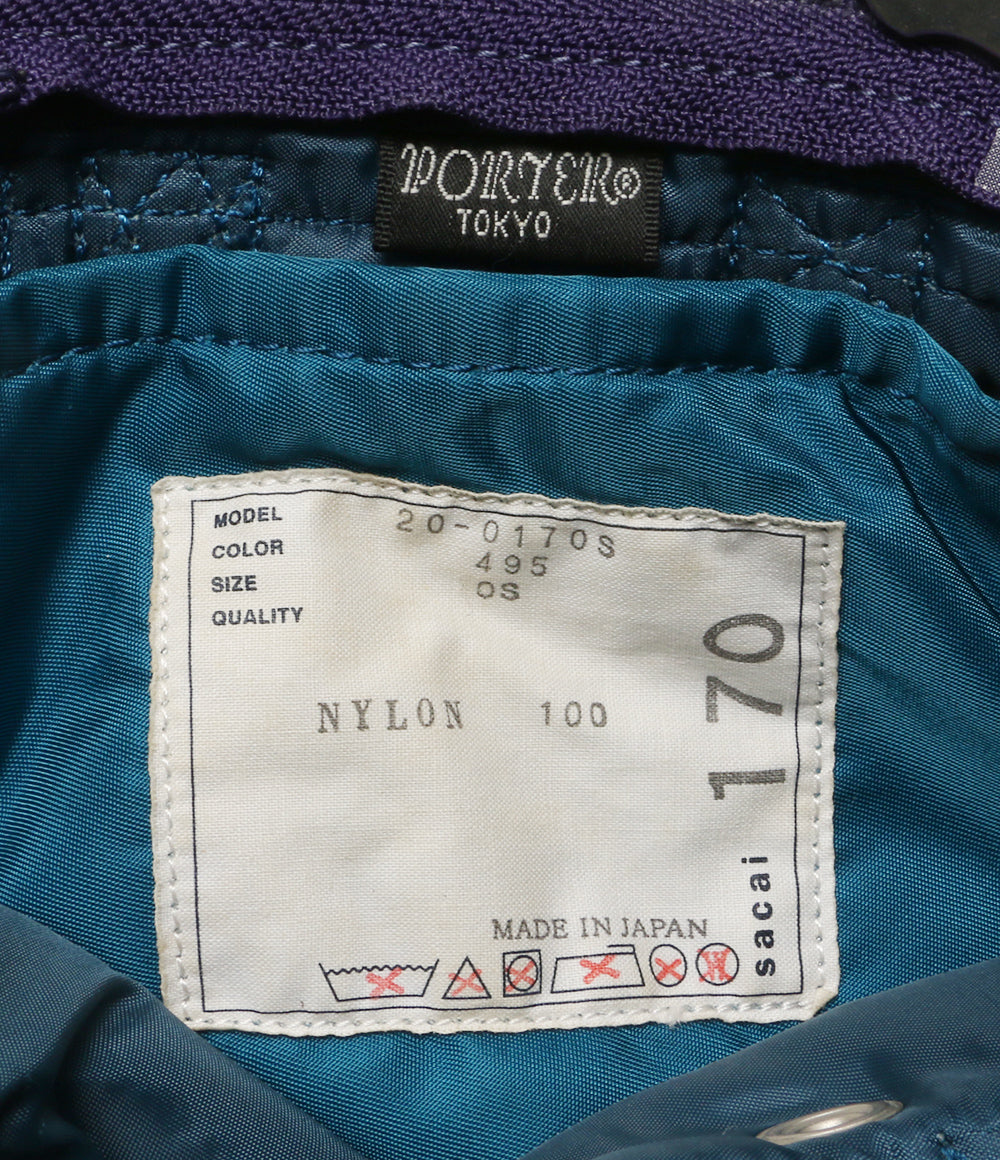 PORTER®
TOKYO
MODEL 20-0170S
COLOR 495
SIZE OS
QUALITY
NYLON 100
170
sacai
MADE IN JAPAN